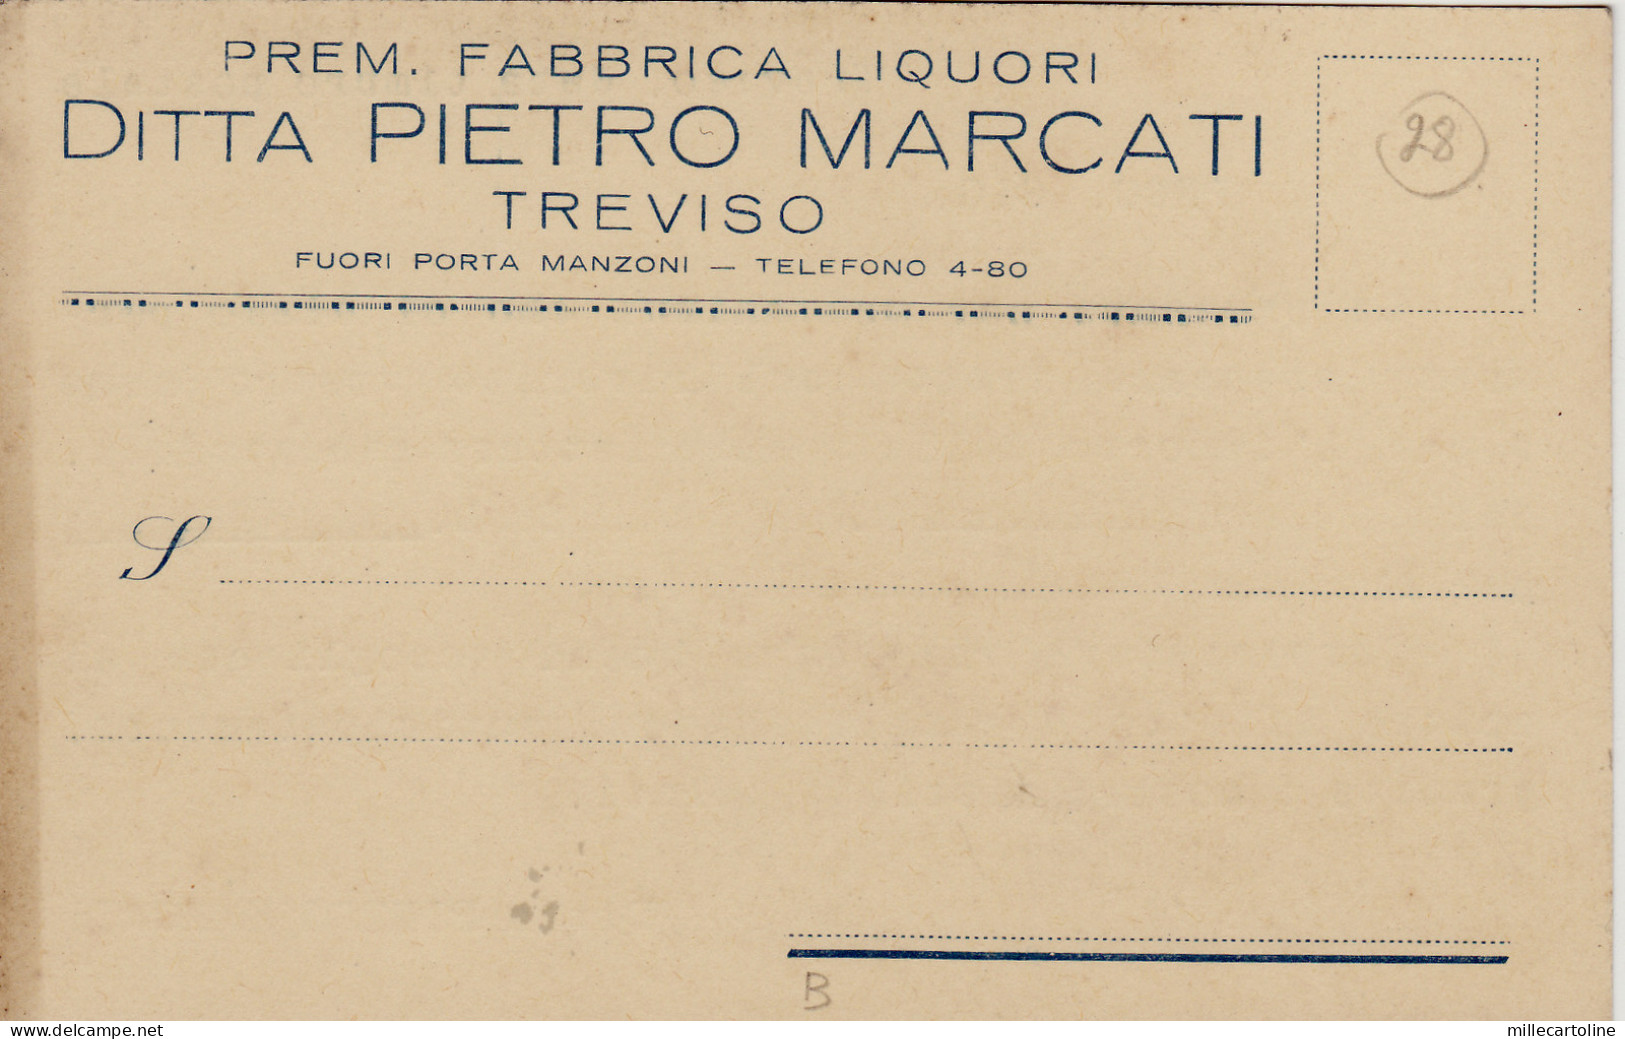 PREM. FABBRICA LIQUORI
DITTA PIETRO MARCATI
TREVISO
FUORI PORTA MANZONI — TELEFONO 4-80
28
S
B
www.delcampe.net
millecartoline